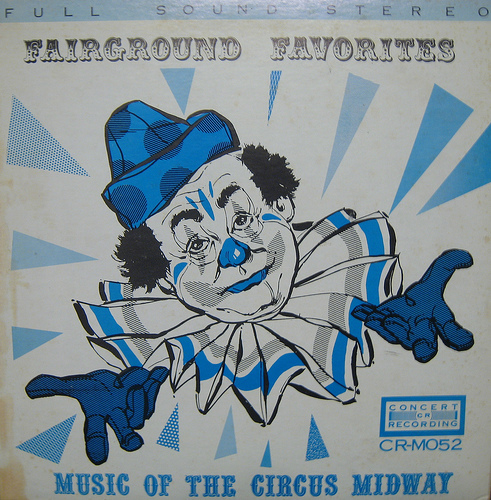 FULL SOUND STEREO
FAIRGROUND FAVORITES
CONCERT
CR
RECORDING
CR-M052
MUSIC OF THE CIRCUS MIDWAY